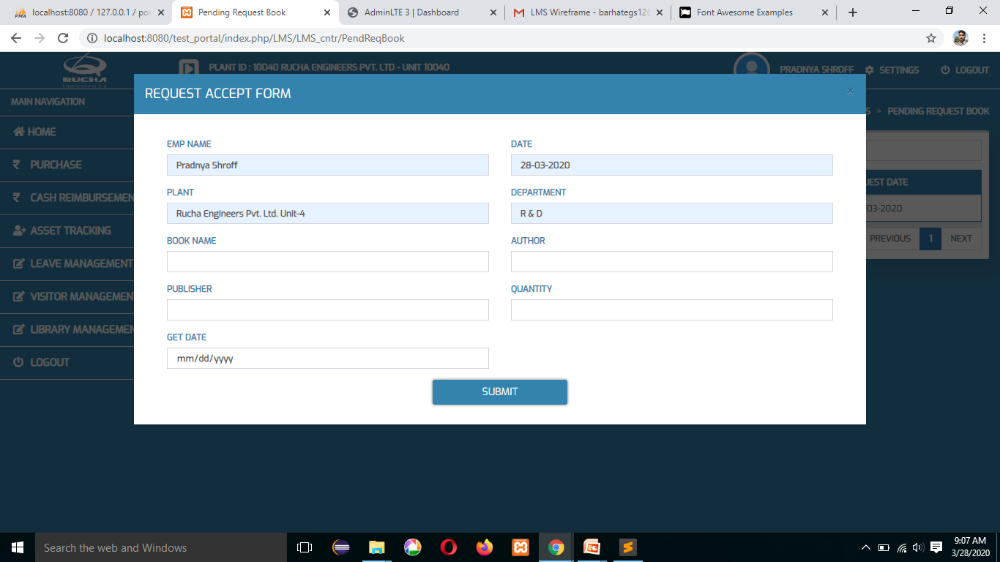 localhost:8080 / 127.0.0.1 / por
Pending Request Book
AdminLTE 3 | Dashboard
LMS Wireframe - barhategs126
Font Awesome Examples
localhost:8080/test_portal/index.php/LMS/LMS_cntr/PendReqBook
RUCHA
PLANT ID : 10040 RUCHA ENGINEERS PVT. LTD - UNIT 10040
PRADNYA SHROFF
SETTINGS
LOGOUT
MAIN NAVIGATION
HOME
PURCHASE
CASH REIMBURSEMEN
ASSET TRACKING
LEAVE MANAGEMENT
VISITOR MANAGEMEN
LIBRARY MANAGEMEN
LOGOUT
S > PENDING REQUEST BOOK
UEST DATE
03-2020
PREVIOUS 1 NEXT
REQUEST ACCEPT FORM
x
EMP NAME
Pradnya Shroff
DATE
28-03-2020
PLANT
Rucha Engineers Pvt. Ltd. Unit-4
DEPARTMENT
R & D
BOOK NAME
AUTHOR
PUBLISHER
QUANTITY
GET DATE
mm/dd/yyyy
SUBMIT
Search the web and Windows
9:07 AM
3/28/2020